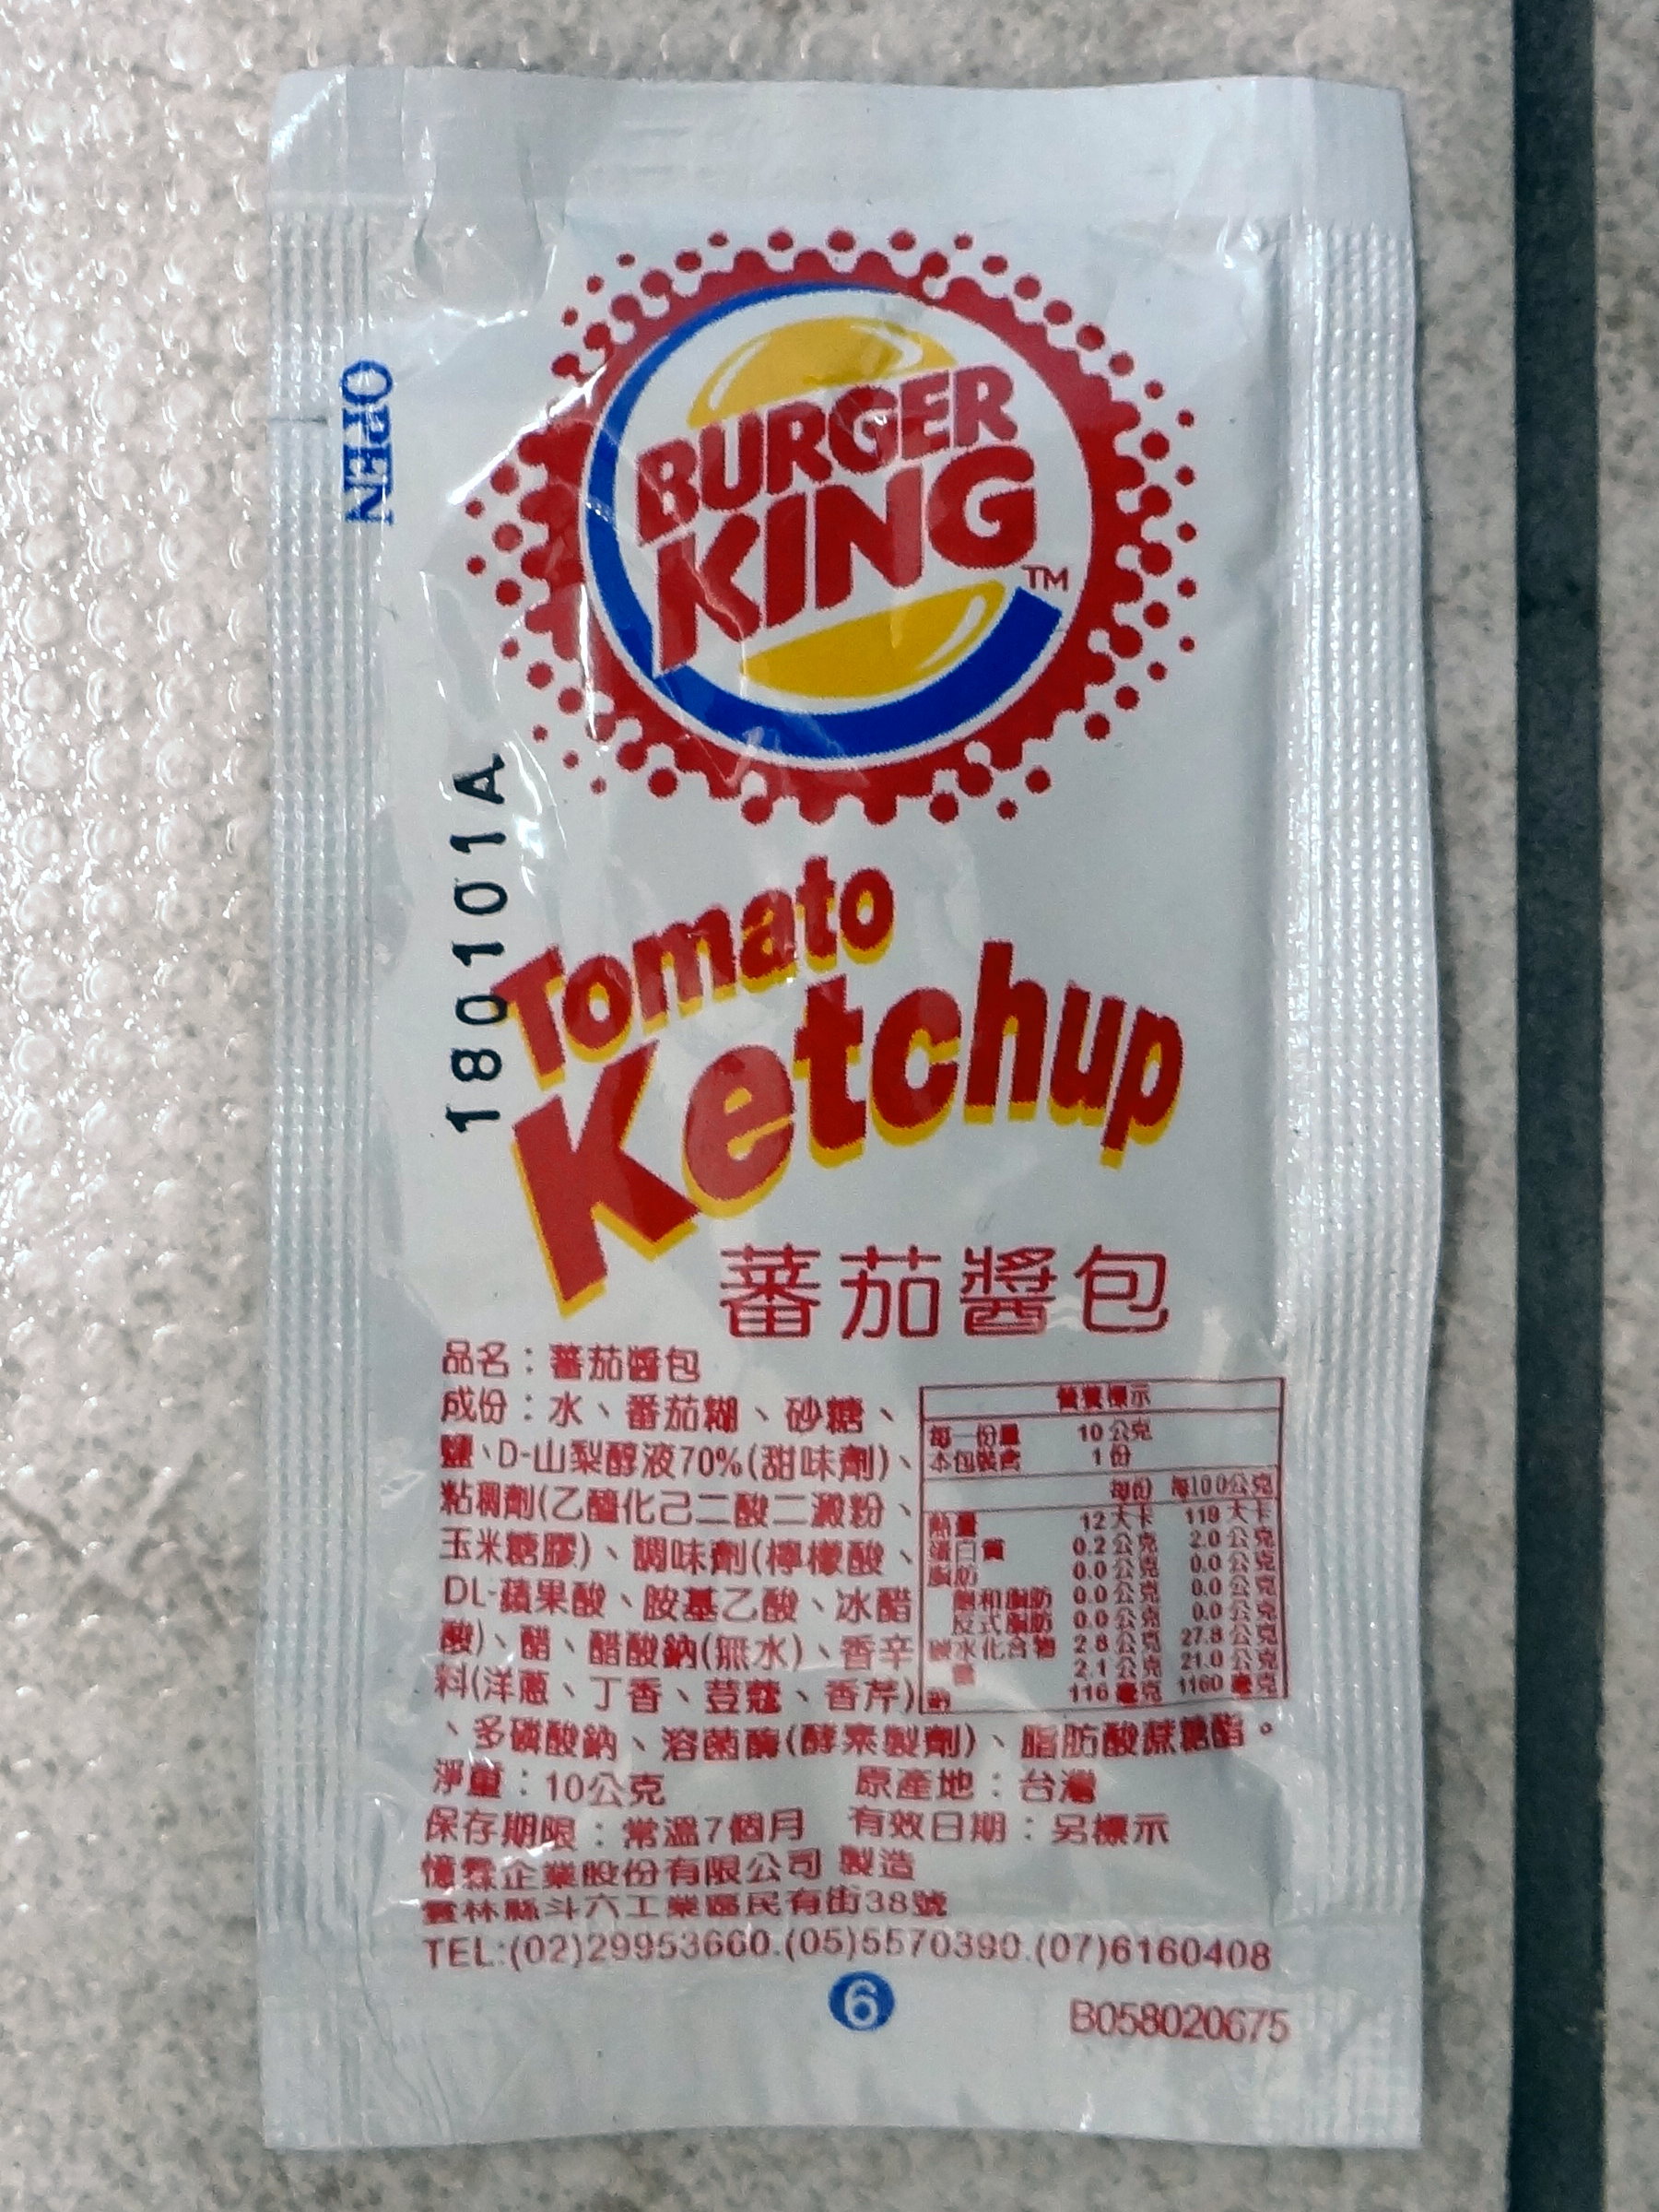 OPEN
BURGER
KING
TM
180101A
Tomato
Ketchup
蕃茄醬包
品名：蕃茄醬包
成份：水、番茄糊、砂糖、
鹽、D-山梨醇液70%(甜味劑)、
粘稠劑(乙醯化己二酸二澱粉、
玉米糖膠)、調味劑(檸檬酸、
DL-蘋果酸、胺基乙酸、冰醋
酸)、醋、醋酸鈉(無水)、香辛
料(洋蔥、丁香、荳蔻、香芹)
、多磷酸鈉、溶菌酶(酵素製劑)、脂肪酸蔗糖酯。
營養標示
每一份量 10公克
本包裝含 1份
每份 每100公克
熱量 12大卡 119大卡
蛋白質 0.2公克 2.0公克
脂肪 0.0公克 0.0公克
飽和脂肪 0.0公克 0.0公克
反式脂肪 0.0公克 0.0公克
碳水化合物 2.8公克 27.8公克
糖 2.1公克 21.0公克
鈉 116毫克 1160毫克
淨重：10公克 原產地：台灣
保存期限：常溫7個月 有效日期：另標示
憶霖企業股份有限公司 製造
雲林縣斗六工業區民有街38號
TEL:(02)29953660.(05)5570390.(07)6160408
6
B058020675